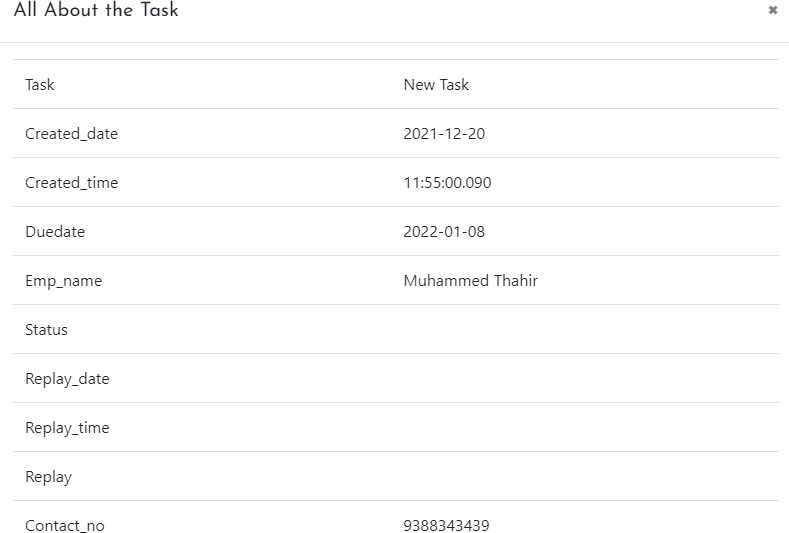 All About the Task
Task New Task
Created_date 2021-12-20
Created_time 11:55:00.090
Duedate 2022-01-08
Emp_name Muhammed Thahir
Status
Replay_date
Replay_time
Replay
Contact_no 9388343439